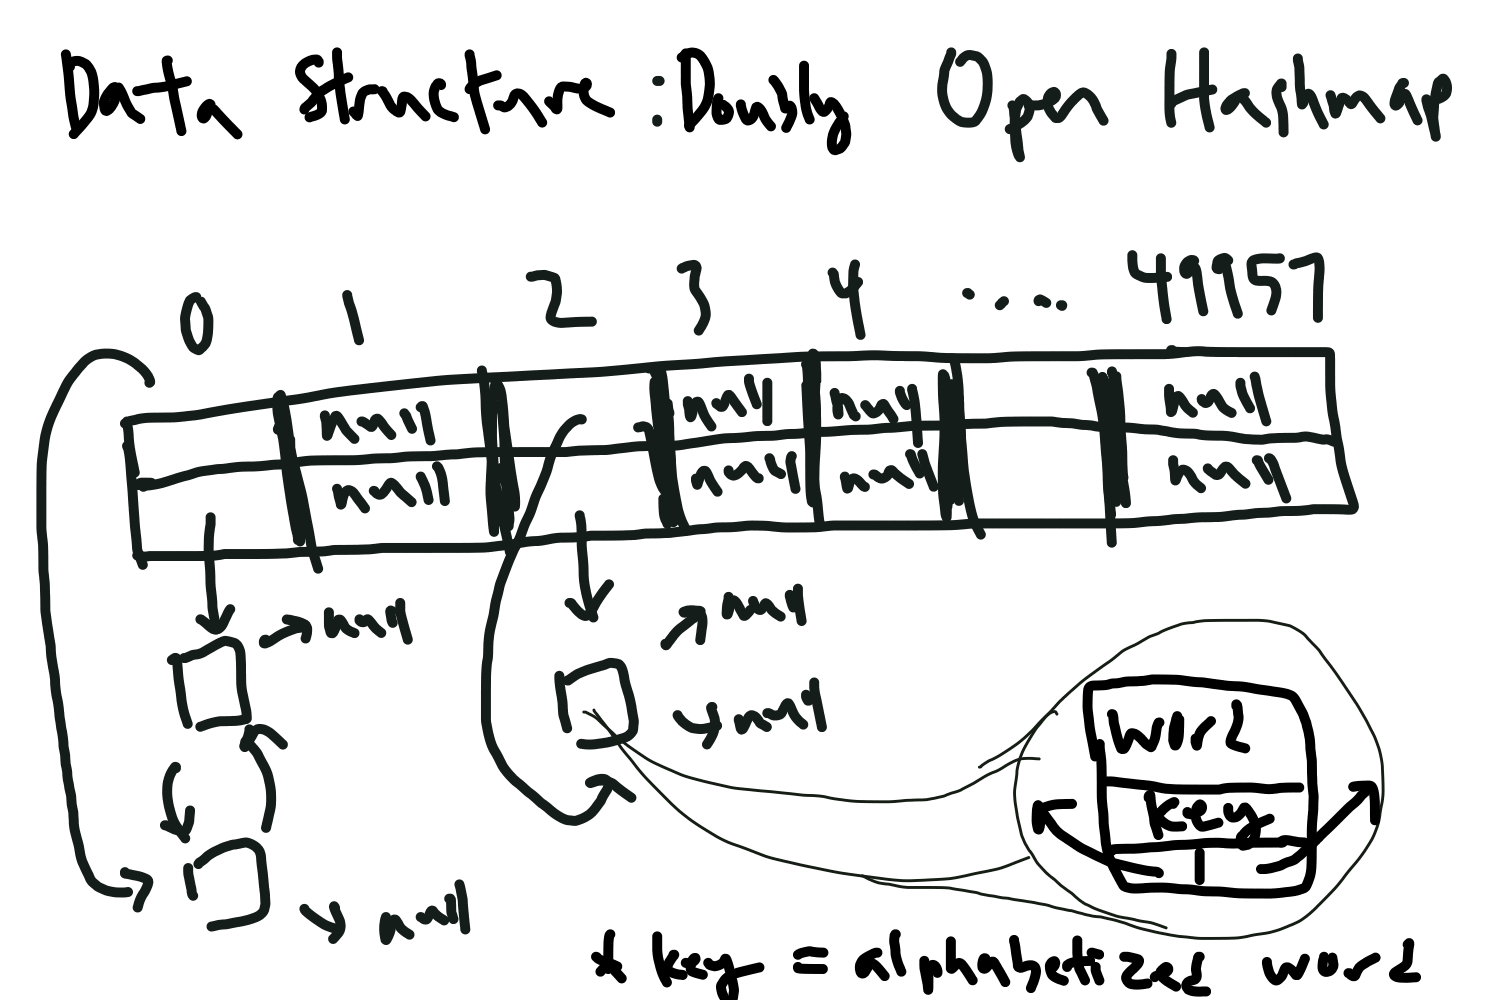 Data Structure : Doubly Open Hashmap
0 1 2 3 4 .... 49957
null null null null
null null null null
null null
null
word
key
null
* key = alphabetized word